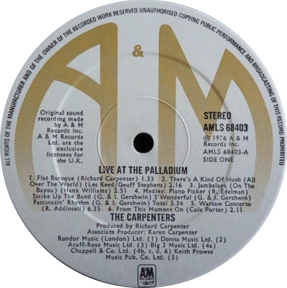 ALL RIGHTS OF THE MANUFACTURER AND OF THE OWNER OF THE RECORDED WORK RESERVED. UNAUTHORISED COPYING PUBLIC PERFORMANCE AND BROADCASTING OF THIS RECORD PROHIBITED
A&M
Original sound
recording made
by A & M
Records Inc.
A & M Records
Ltd. are the
exclusive
licensees for
the U.K.
STEREO
AMLS 68403
℗ 1976 A & M
Records Inc.
AMLS 68403-A
SIDE ONE
LIVE AT THE PALLADIUM
1. Flat Baroque (Richard Carpenter) 1.33 2. There's A Kind Of Hush (All
Over The World) (Les Reed/Geoff Stephens) 2.16 3. Jambalaya (On The
Bayou) (Hank Williams) 2.51 4. Medley: Piano Picker (R. Edelman)
Strike Up The Band (G. & I. Gershwin) S'Wonderful (G. & I. Gershwin)
Fascinatin' Rhythm (G. & I. Gershwin) Total 5.34 5. Warsaw Concerto
(R. Addinsell) 6.18 6. From This Moment On (Cole Porter) 2.11
THE CARPENTERS
Produced by Richard Carpenter
Associate Producer: Karen Carpenter
Rondor Music (London) Ltd. (1) Donna Music Ltd. (2)
Acuff-Rose Music Ltd. (3) Big 3 Music Ltd. (4a)
Chappell & Co. Ltd. (4b, c, & 6) Keith Prowse
Music Pub. Co. Ltd. (5)
A&M